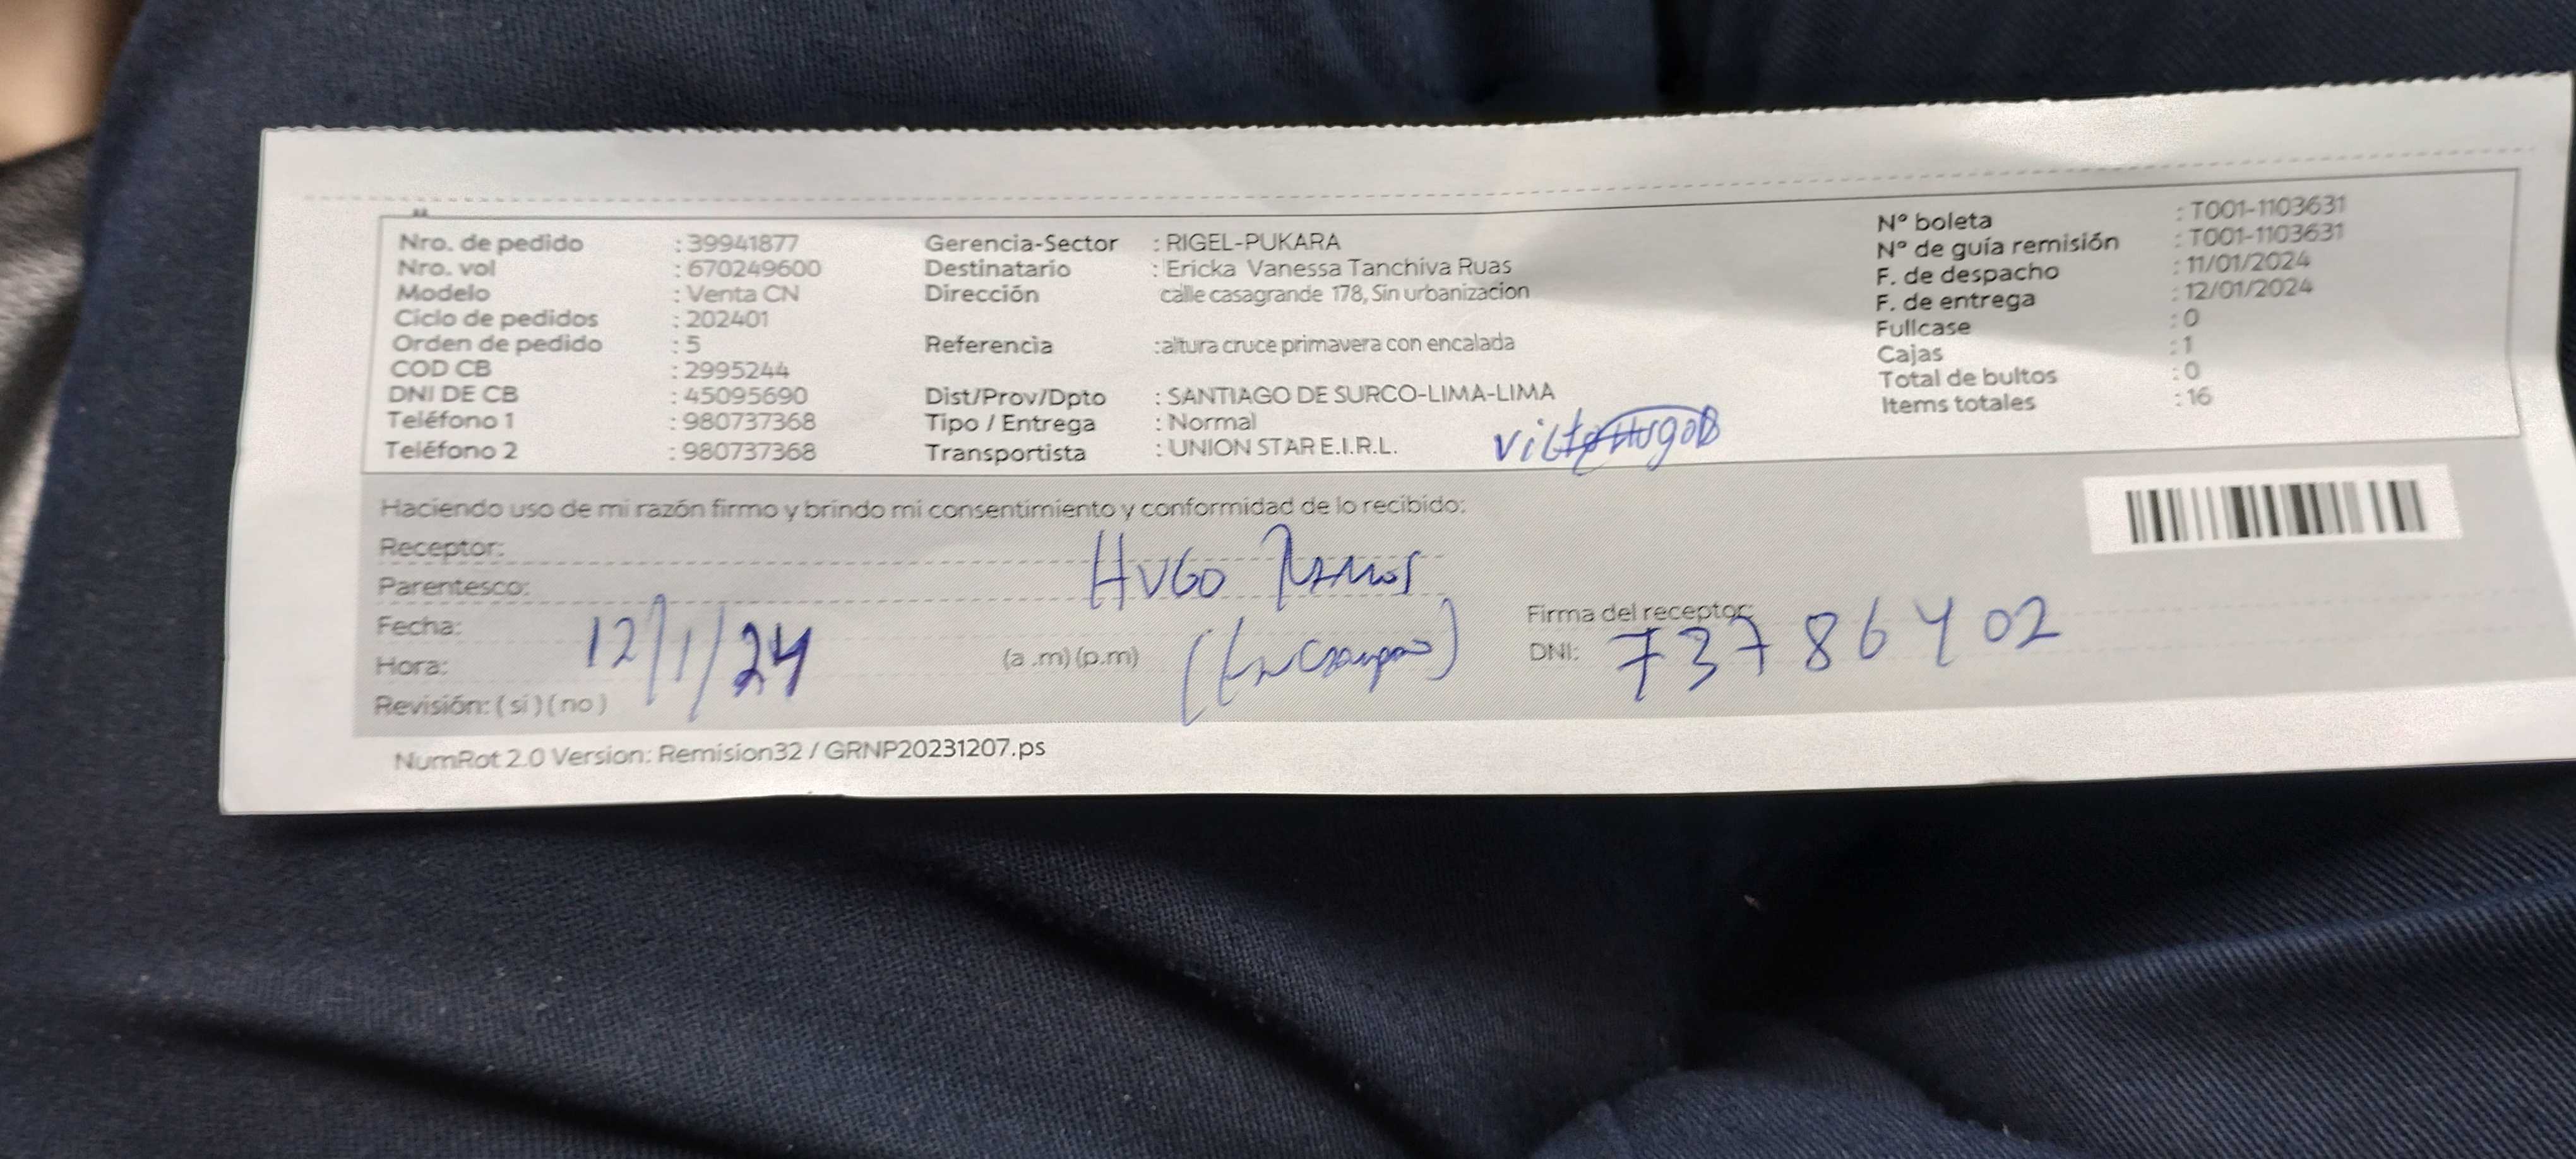 Nro. de pedido : 39941877
Nro. vol : 670249600
Modelo : Venta CN
Ciclo de pedidos : 202401
Orden de pedido : 5
COD CB : 2995244
DNI DE CB : 45095690
Teléfono 1 : 980737368
Teléfono 2 : 980737368
Gerencia-Sector : RIGEL-PUKARA
Destinatario : Ericka Vanessa Tanchiva Ruas
Dirección calle casagrande 178, Sin urbanizacion
Referencia :altura cruce primavera con encalada
Dist/Prov/Dpto : SANTIAGO DE SURCO-LIMA-LIMA
Tipo / Entrega : Normal
Transportista : UNION STAR E.I.R.L.
N° boleta : T001-1103631
N° de guía remisión : T001-1103631
F. de despacho : 11/01/2024
F. de entrega : 12/01/2024
Fullcase : 0
Cajas : 1
Total de bultos : 0
Items totales : 16
Haciendo uso de mi razón firmo y brindo mi consentimiento y conformidad de lo recibido:
Receptor: HUGO Ramos
Parentesco:
Fecha: 12/1/24
Hora: (a .m) (p.m)
Revisión: ( si ) ( no )
Firma del receptor:
DNI: 73786402
NumRot 2.0 Version: Remision32 / GRNP20231207.ps